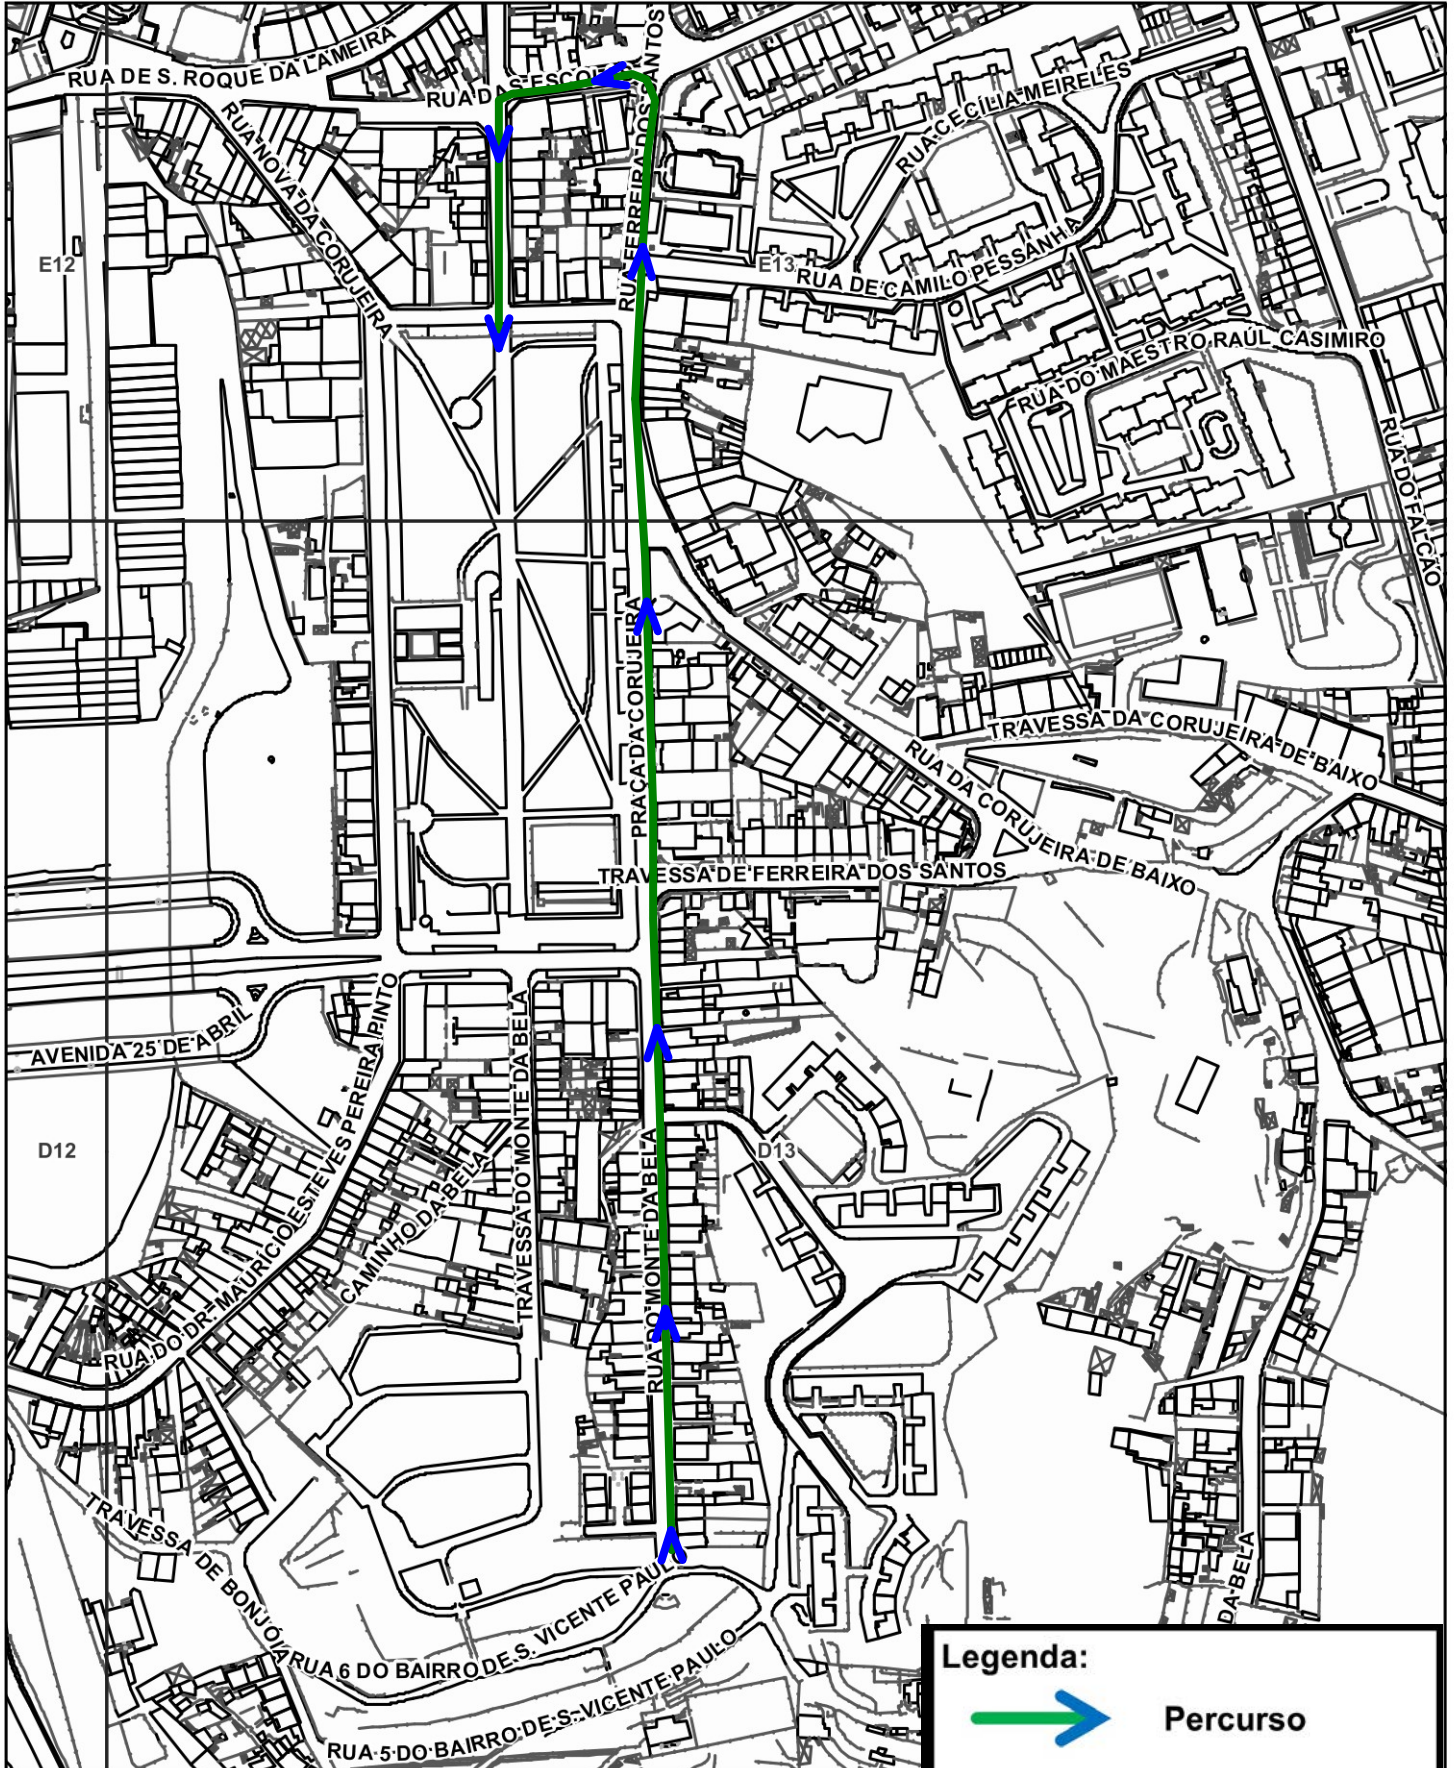 RUA DE S. ROQUE DA LAMEIRA
RUA DAS ESCOLA
RUA FERREIRA DOS SANTOS
RUA CECÍLIA MEIRELES
RUA NOVA DA CORUJEIRA
E12
E13
RUA DE CAMILO PESSANHA
RUA DO MAESTRO RAÚL CASIMIRO
RUA DO FALCÃO
PRAÇA DA CORUJEIRA
TRAVESSA DA CORUJEIRA DE BAIXO
RUA DA CORUJEIRA DE BAIXO
TRAVESSA DE FERREIRA DOS SANTOS
AVENIDA 25 DE ABRIL
RUA DO DR. MAURÍCIO ESTEVES PEREIRA PINTO
TRAVESSA DO MONTE DA BELA
CAMINHO DA BELA
RUA DO MONTE DA BELA
D12
D13
TRAVESSA DE BONJÓIA
RUA 6 DO BAIRRO DE S. VICENTE PAULO
RUA 5 DO BAIRRO DE S. VICENTE PAULO
DA BELA
Legenda:
Percurso